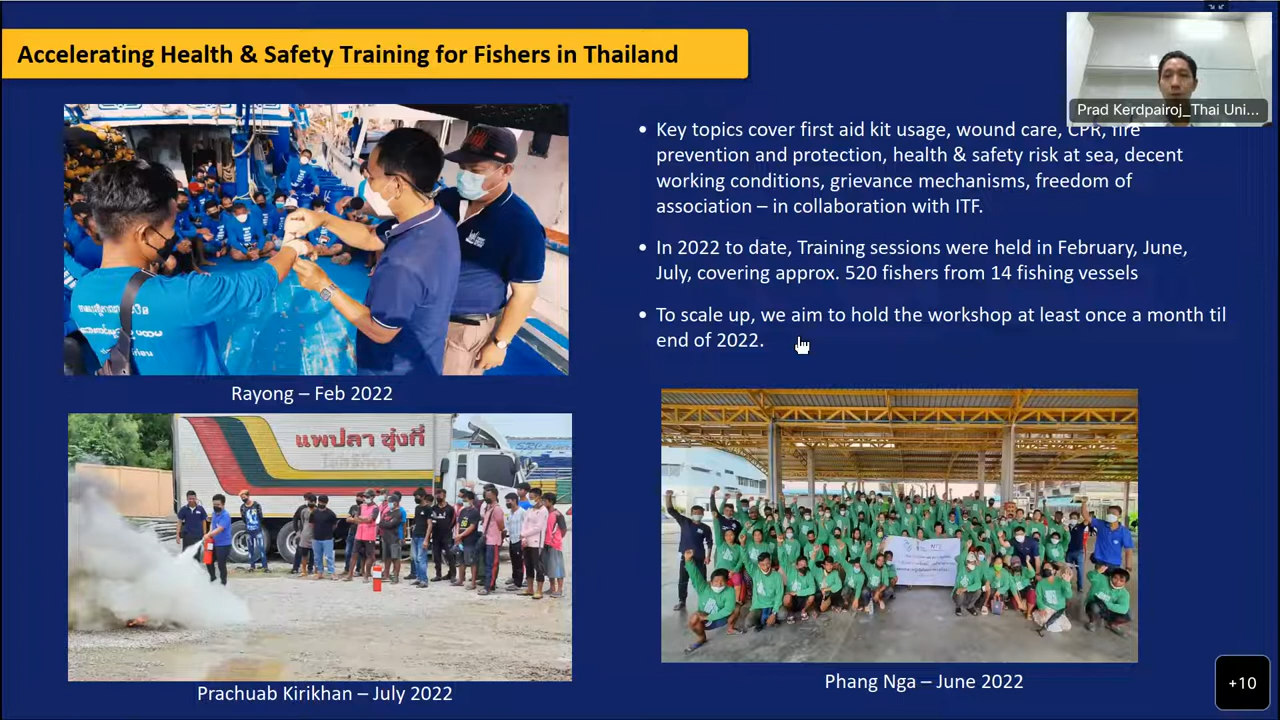 Accelerating Health & Safety Training for Fishers in Thailand
Prad Kerdpairoj_Thai Uni...
• Key topics cover first aid kit usage, wound care, CPR, fire
prevention and protection, health & safety risk at sea, decent
working conditions, grievance mechanisms, freedom of
association – in collaboration with ITF.
• In 2022 to date, Training sessions were held in February, June,
July, covering approx. 520 fishers from 14 fishing vessels
• To scale up, we aim to hold the workshop at least once a month til
end of 2022.
Rayong – Feb 2022
แพปลา ซุ่งกี่
Prachuab Kirikhan – July 2022
Phang Nga – June 2022
+10